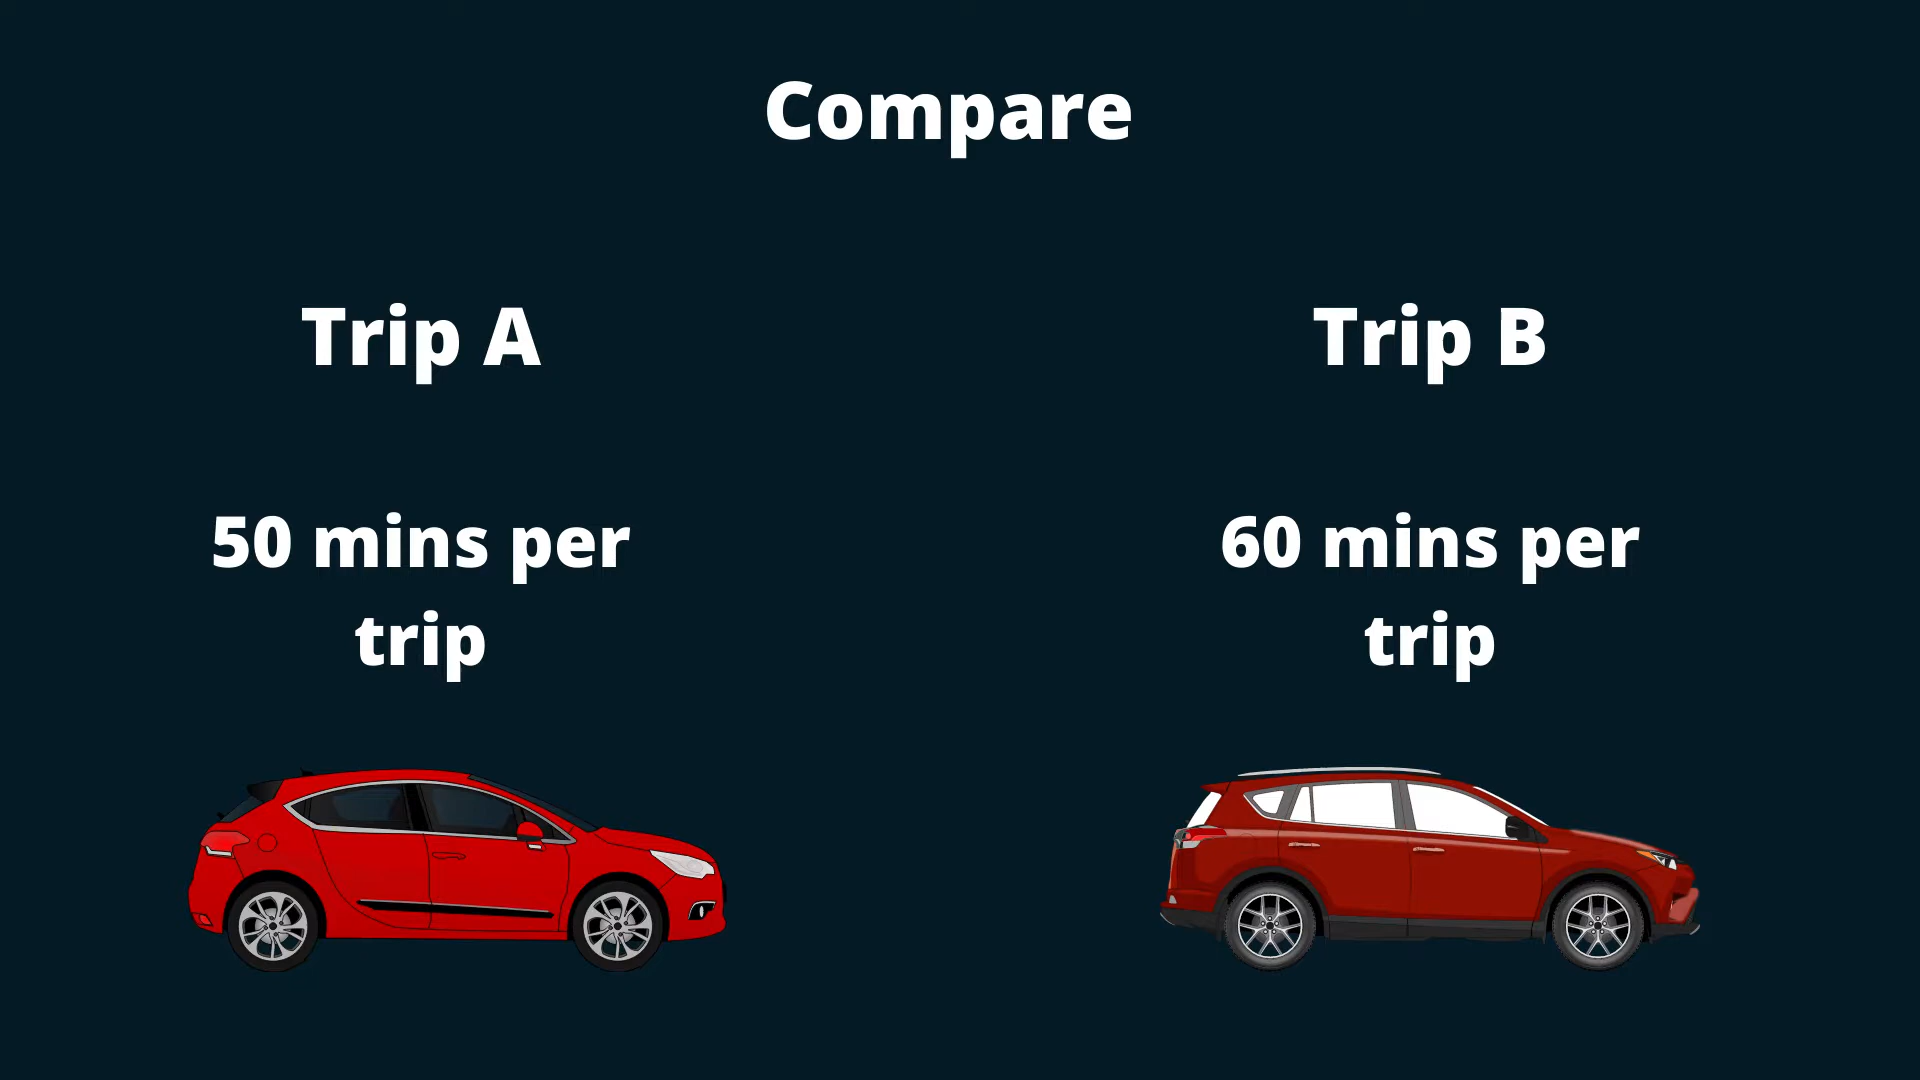 Compare
Trip A
50 mins per
trip
Trip B
60 mins per
trip